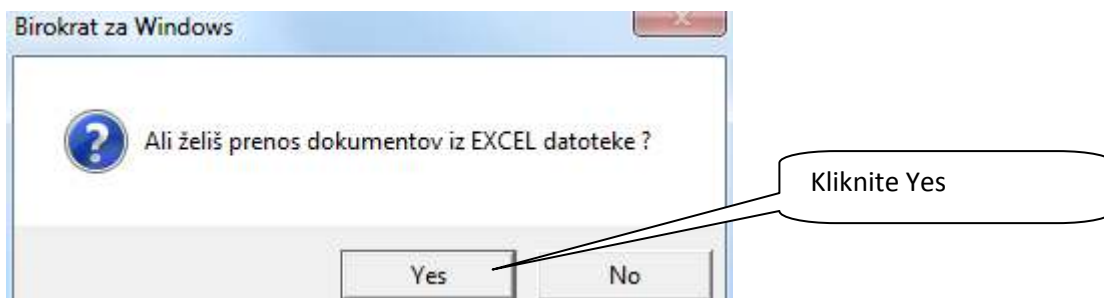 Birokrat za Windows
Ali želiš prenos dokumentov iz EXCEL datoteke ?
Kliknite Yes
Yes No